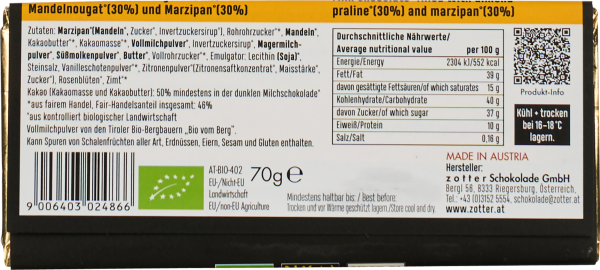 Mandelnougat*(30%) und Marzipan*(30%)
praline*(30%) and marzipan*(30%)
Zutaten: Marzipan*(Mandeln, Zucker*, Invertzuckersirup*), Rohrohrzucker°*, Mandeln*,
Kakaobutter°*, Kakaomasse°*, Vollmilchpulver*, Invertzuckersirup*, Magermilch-
pulver*, Süßmolkenpulver*, Butter*, Vollrohrzucker°*, Emulgator: Lecithin (Soja)*,
Steinsalz, Vanilleschotenpulver°*, Zitronenpulver*(Zitronensaftkonzentrat*, Maisstärke*,
Zucker*), Rosenblüten*, Zimt°*
Kakao (Kakaomasse und Kakaobutter): 50% mindestens in der dunklen Milchschokolade*
°aus fairem Handel, Fair-Handelsanteil insgesamt: 46%
*aus kontrolliert biologischer Landwirtschaft
Vollmilchpulver von den Tiroler Bio-Bergbauern „Bio vom Berg".
Kann Spuren von Schalenfrüchten aller Art, Erdnüssen, Eiern, Sesam und Gluten enthalten.
Durchschnittliche Nährwerte/
Average nutritional value per 100 g
Energie/Energy 2304 kJ/552 kcal
Fett/Fat 39 g
davon gesättigte Fettsäuren/of which saturates 15 g
Kohlenhydrate/Carbohydrate 40 g
davon Zucker/of which sugar 37 g
Eiweiß/Protein 10 g
Salz/Salt 0,16 g
Produkt-Info
Kühl + trocken
bei 16-18°C
lagern.
9 006403 024866
AT-BIO-402
EU/Nicht-EU
Landwirtschaft
EU/non-EU Agriculture
70g e
Mindestens haltbar bis: / Best before:
Trocken und vor Wärme geschützt lagern./Store cool and dry.
MADE IN AUSTRIA
Hersteller:
zotter Schokolade GmbH
Bergl 56, 8333 Riegersburg, Österreich,
Tel.: +43 (0)3152 5554, schokolade@zotter.at
www.zotter.at